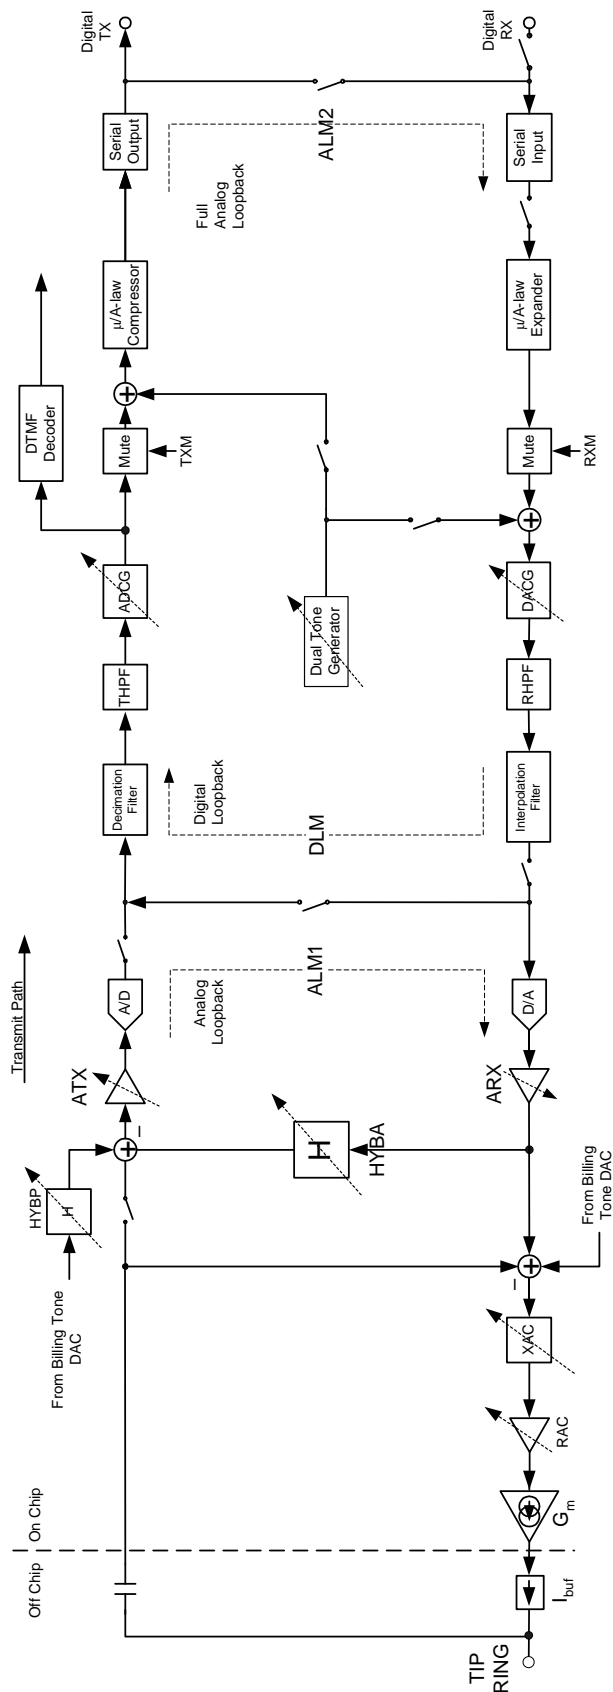 Off Chip
On Chip
Transmit Path
TIP
RING
Ibuf
Gm
RAC
XAC
From Billing Tone
DAC
HYBP
H
From Billing
Tone DAC
–
–
+
+
H
HYBA
ATX
ARX
A/D
D/A
Analog
Loopback
ALM1
Decimation
Filter
Interpolation
Filter
Digital
Loopback
DLM
THPF
RHPF
ADCG
DACG
Dual Tone
Generator
DTMF
Decoder
Mute
TXM
Mute
RXM
+
+
μ/A-law
Compressor
μ/A-law
Expander
Full
Analog
Loopback
ALM2
Serial
Output
Serial
Input
Digital
TX
Digital
RX